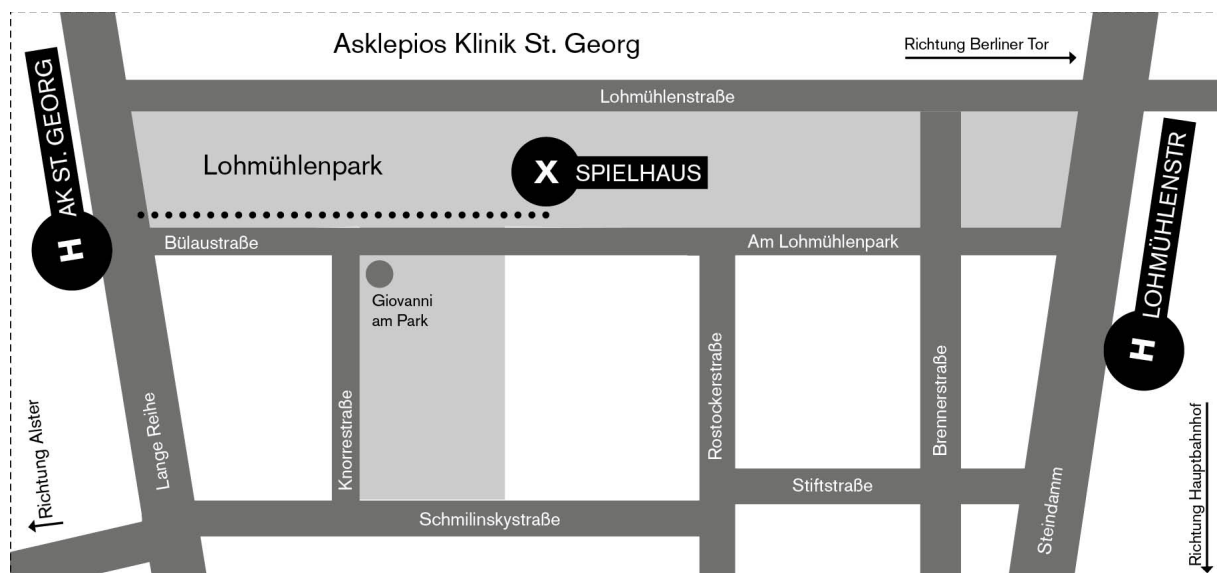 Asklepios Klinik St. Georg
Richtung Berliner Tor
Lohmühlenstraße
AK ST. GEORG
H
Lohmühlenpark
X SPIELHAUS
LOHMÜHLENSTR
H
Bülaustraße
Am Lohmühlenpark
Giovanni
am Park
Lange Reihe
Knorrestraße
Rostockerstraße
Brennerstraße
Steindamm
Stiftstraße
Schmilinskystraße
Richtung Alster
Richtung Hauptbahnhof